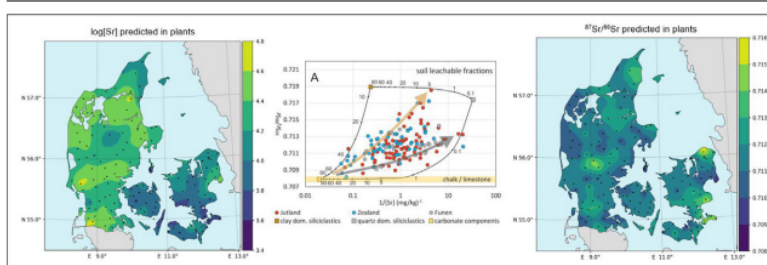 log[Sr] predicted in plants
4.8
4.6
4.4
4.2
4.0
3.8
3.6
3.4
N 57.0°
N 56.0°
N 55.0°
E 9.0°
E 11.0°
E 13.0°
A
soil leachable fractions
0.721
0.719
0.717
0.715
0.713
0.711
0.709
0.707
chalk / limestone
0.01
0.10
1.00
10.00
100.00
1/[Sr] (mg/kg)⁻¹
Jutland
Zealand
Funen
clay dom. siliciclastics
quartz dom. siliciclastics
carbonate components
⁸⁷Sr/⁸⁶Sr predicted in plants
0.716
0.715
0.714
0.713
0.712
0.711
0.710
0.709
0.708
N 57.0°
N 56.0°
N 55.0°
E 9.0°
E 11.0°
E 13.0°